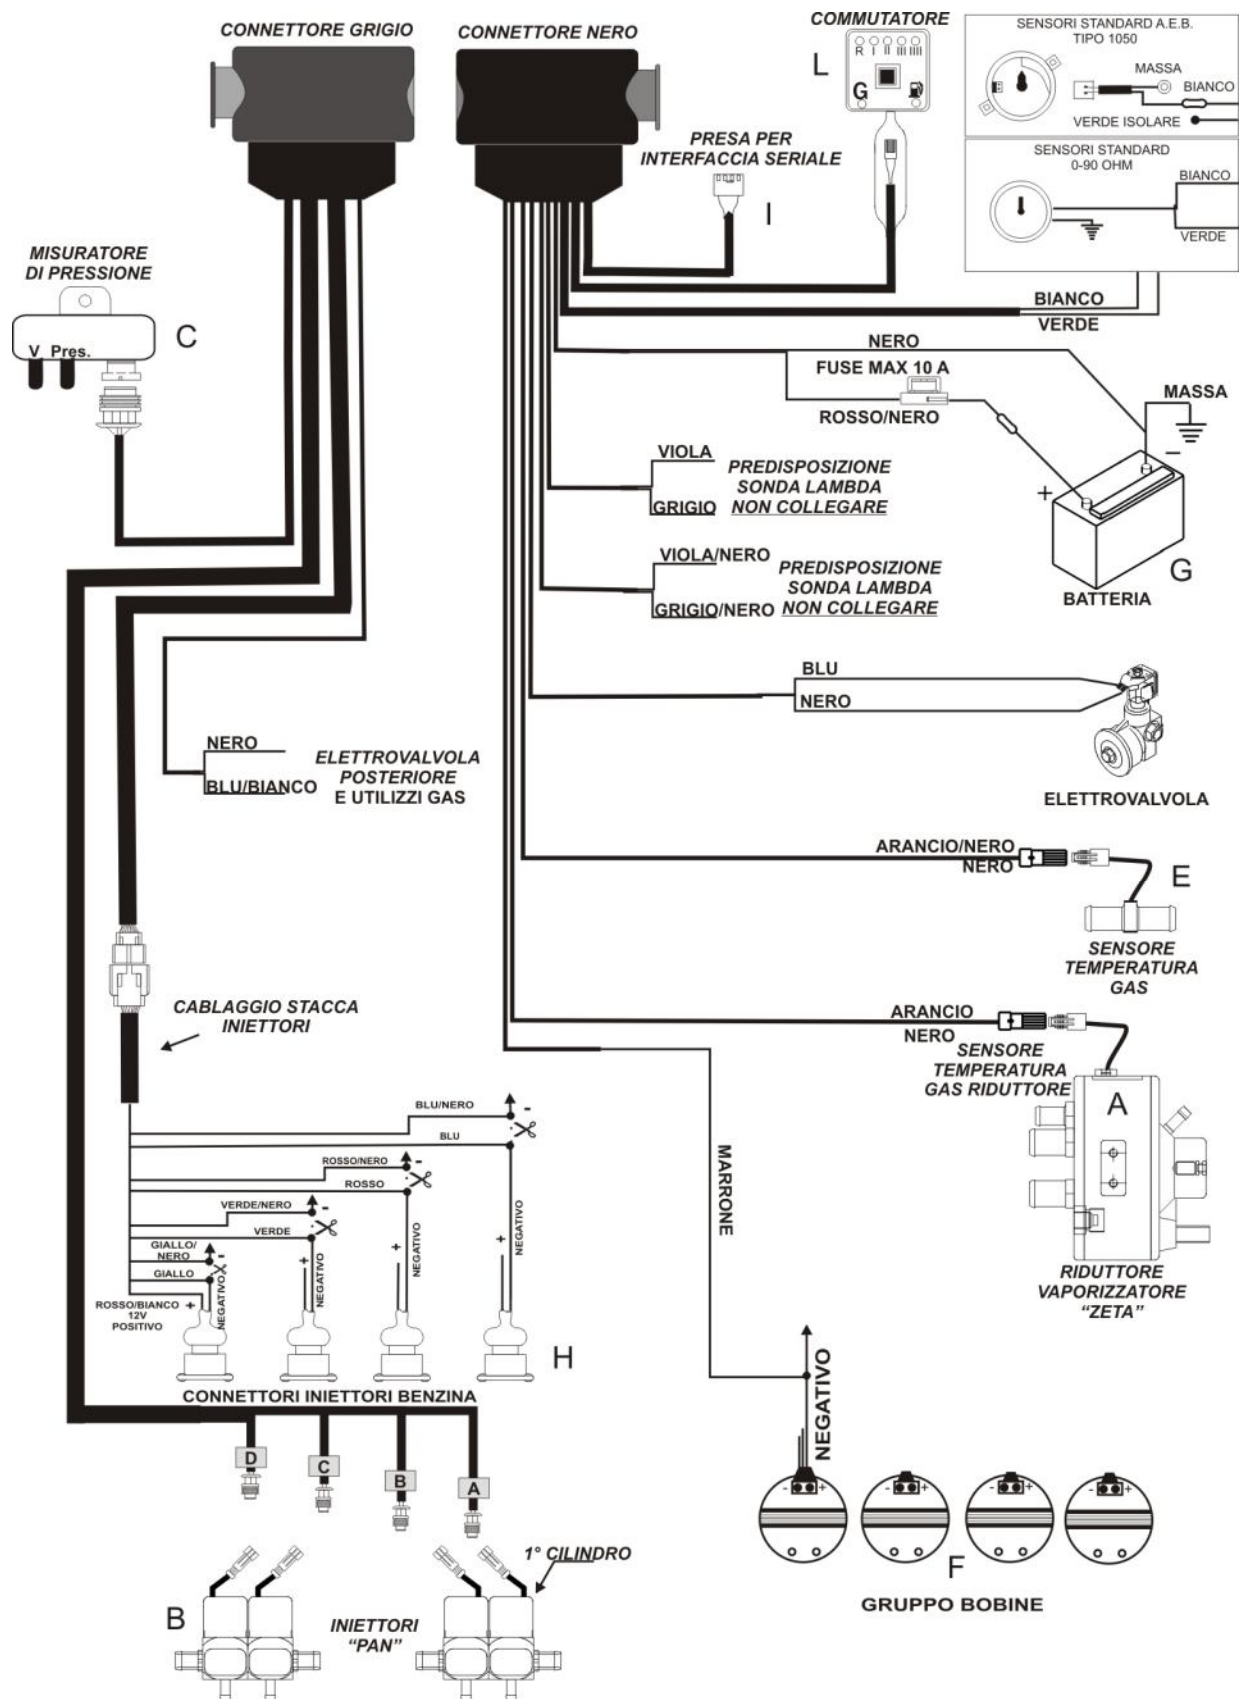 CONNETTORE GRIGIO
CONNETTORE NERO
COMMUTATORE
L
R I II III IIII
G
SENSORI STANDARD A.E.B.
TIPO 1050
MASSA
BIANCO
VERDE ISOLARE
SENSORI STANDARD
0-90 OHM
BIANCO
VERDE
PRESA PER
INTERFACCIA SERIALE
I
MISURATORE
DI PRESSIONE
C
V Pres.
BIANCO
VERDE
NERO
FUSE MAX 10 A
ROSSO/NERO
MASSA
-
+
G
BATTERIA
VIOLA
GRIGIO
PREDISPOSIZIONE
SONDA LAMBDA
NON COLLEGARE
VIOLA/NERO
GRIGIO/NERO
PREDISPOSIZIONE
SONDA LAMBDA
NON COLLEGARE
BLU
NERO
ELETTROVALVOLA
NERO
BLU/BIANCO
ELETTROVALVOLA
POSTERIORE
E UTILIZZI GAS
ARANCIO/NERO
NERO
E
SENSORE
TEMPERATURA
GAS
CABLAGGIO STACCA
INIETTORI
ARANCIO
NERO
SENSORE
TEMPERATURA
GAS RIDUTTORE
A
RIDUTTORE
VAPORIZZATORE
“ZETA”
MARRONE
BLU/NERO
-
BLU
ROSSO/NERO
-
ROSSO
VERDE/NERO
-
VERDE
GIALLO/
NERO
-
GIALLO
ROSSO/BIANCO
12V
POSITIVO
+
NEGATIVO
+
NEGATIVO
+
NEGATIVO
+
NEGATIVO
H
CONNETTORI INIETTORI BENZINA
D
C
B
A
1° CILINDRO
B
INIETTORI
“PAN”
NEGATIVO
- +
- +
- +
- +
F
GRUPPO BOBINE